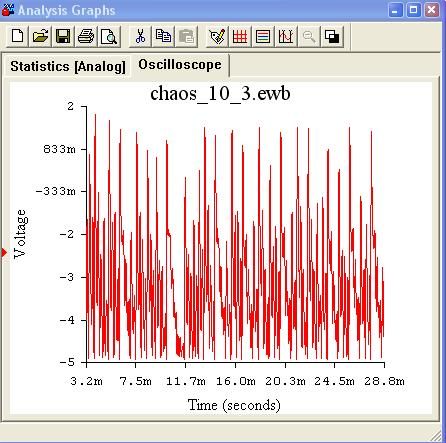 Analysis Graphs
Statistics [Analog] Oscilloscope
chaos_10_3.ewb
2
833m
-333m
-2
-3
-4
-5
Voltage
3.2m 7.5m 11.7m 16.0m 20.3m 24.5m 28.8m
Time (seconds)